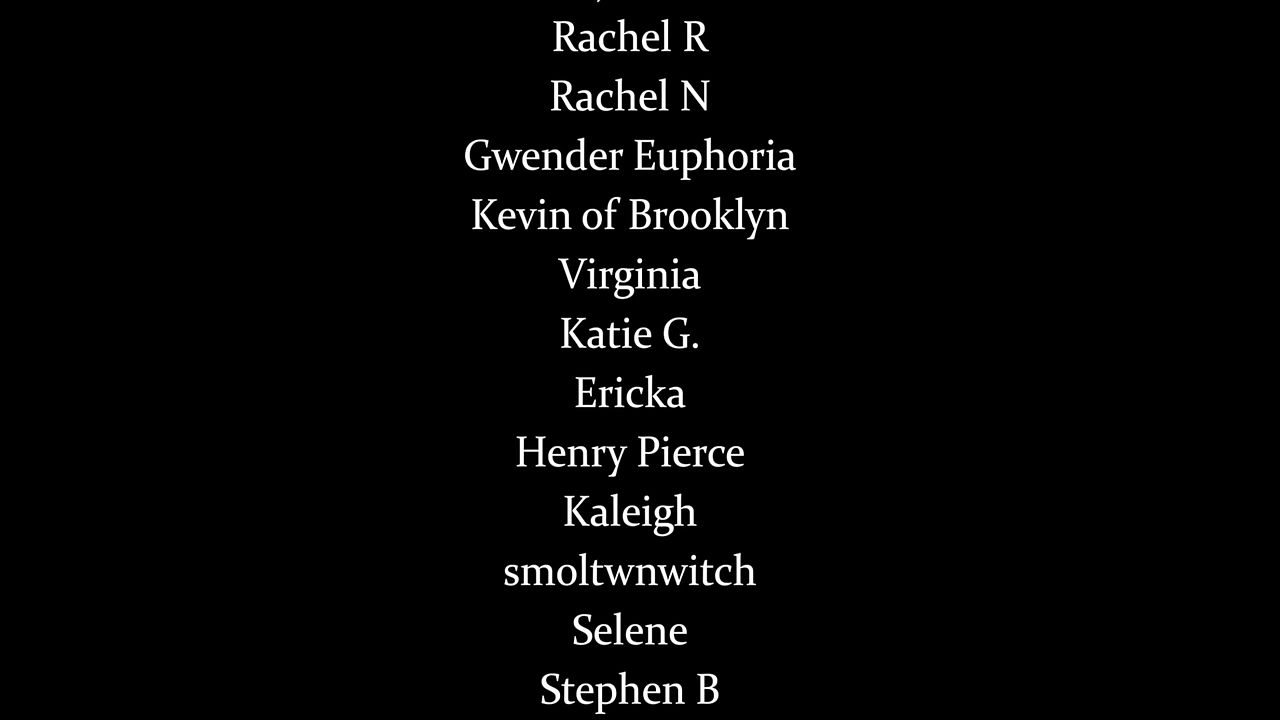 Rachel R
Rachel N
Gwender Euphoria
Kevin of Brooklyn
Virginia
Katie G.
Ericka
Henry Pierce
Kaleigh
smoltwnwitch
Selene
Stephen B